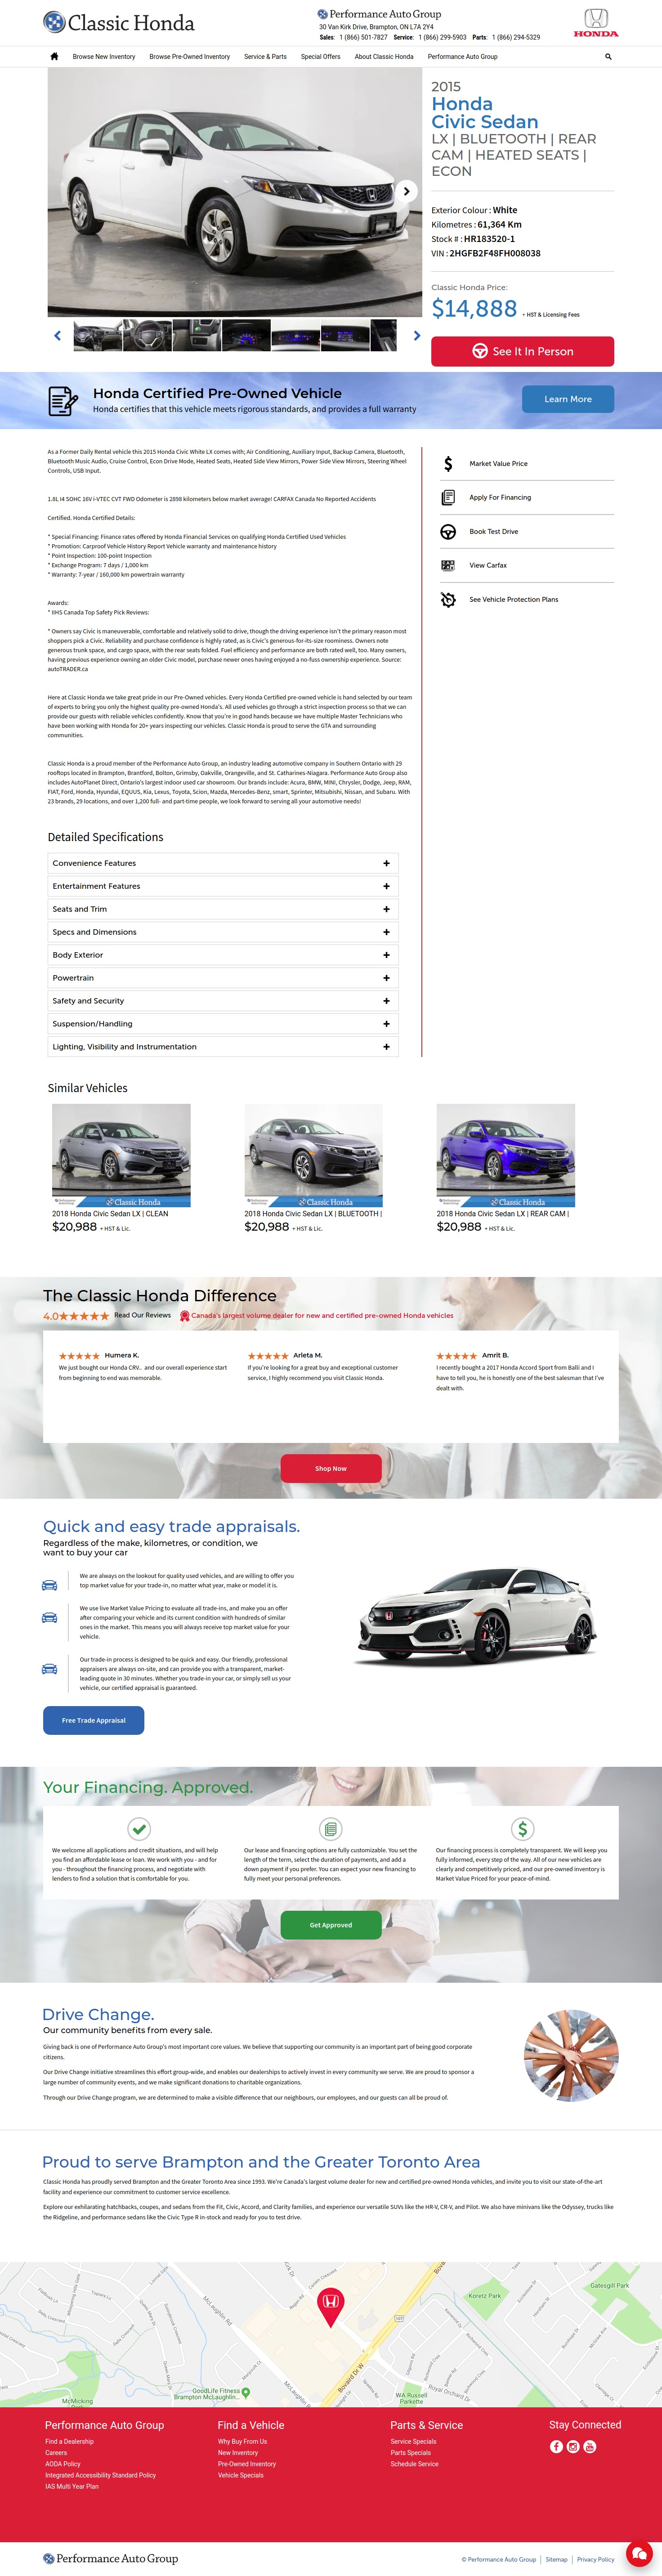 Classic Honda
Performance Auto Group
30 Van Kirk Drive, Brampton, ON L7A 2Y4
Sales: 1 (866) 501-7827 Service: 1 (866) 299-5903 Parts: 1 (866) 294-5329
HONDA
Browse New Inventory Browse Pre-Owned Inventory Service & Parts Special Offers About Classic Honda Performance Auto Group
2015
Honda
Civic Sedan
LX | BLUETOOTH | REAR
CAM | HEATED SEATS |
ECON
Exterior Colour : White
Kilometres : 61,364 Km
Stock # : HR183520-1
VIN : 2HGFB2F48FH008038
Classic Honda Price:
$14,888 + HST & Licensing Fees
See It In Person
Honda Certified Pre-Owned Vehicle
Honda certifies that this vehicle meets rigorous standards, and provides a full warranty
Learn More
As a Former Daily Rental vehicle this 2015 Honda Civic White LX comes with; Air Conditioning, Auxiliary Input, Backup Camera, Bluetooth,
Bluetooth Music Audio, Cruise Control, Econ Drive Mode, Heated Seats, Heated Side View Mirrors, Power Side View Mirrors, Steering Wheel
Controls, USB Input.
1.8L I4 SOHC 16V i-VTEC CVT FWD Odometer is 2898 kilometers below market average! CARFAX Canada No Reported Accidents
Certified. Honda Certified Details:
* Special Financing: Finance rates offered by Honda Financial Services on qualifying Honda Certified Used Vehicles
* Promotion: Carproof Vehicle History Report Vehicle warranty and maintenance history
* Point Inspection: 100-point Inspection
* Exchange Program: 7 days / 1,000 km
* Warranty: 7-year / 160,000 km powertrain warranty
Awards:
* IIHS Canada Top Safety Pick Reviews:
* Owners say Civic is maneuverable, comfortable and relatively solid to drive, though the driving experience isn't the primary reason most
shoppers pick a Civic. Reliability and purchase confidence is highly rated, as is Civic's generous-for-its-size roominess. Owners note
generous trunk space, and cargo space, with the rear seats folded. Fuel efficiency and performance are both rated well, too. Many owners,
having previous experience owning an older Civic model, purchase newer ones having enjoyed a no-fuss ownership experience. Source:
autoTRADER.ca
Here at Classic Honda we take great pride in our Pre-Owned vehicles. Every Honda Certified pre-owned vehicle is hand selected by our team
of experts to bring you only the highest quality pre-owned Honda's. All used vehicles go through a strict inspection process so that we can
provide our guests with reliable vehicles confidently. Know that you're in good hands because we have multiple Master Technicians who
have been working with Honda for 20+ years inspecting our vehicles. Classic Honda is proud to serve the GTA and surrounding
communities.
Classic Honda is a proud member of the Performance Auto Group, an industry leading automotive company in Southern Ontario with 29
rooftops located in Brampton, Brantford, Bolton, Grimsby, Oakville, Orangeville, and St. Catharines-Niagara. Performance Auto Group also
includes AutoPlanet Direct, Ontario's largest indoor used car showroom. Our brands include: Acura, BMW, MINI, Chrysler, Dodge, Jeep, RAM,
FIAT, Ford, Honda, Hyundai, EQUUS, Kia, Lexus, Toyota, Scion, Mazda, Mercedes-Benz, smart, Sprinter, Mitsubishi, Nissan, and Subaru. With
23 brands, 29 locations, and over 1,200 full- and part-time people, we look forward to serving all your automotive needs!
Market Value Price
Apply For Financing
Book Test Drive
View Carfax
See Vehicle Protection Plans
Detailed Specifications
Convenience Features
Entertainment Features
Seats and Trim
Specs and Dimensions
Body Exterior
Powertrain
Safety and Security
Suspension/Handling
Lighting, Visibility and Instrumentation
Similar Vehicles
Classic Honda Classic Honda Classic Honda
2018 Honda Civic Sedan LX | CLEAN 2018 Honda Civic Sedan LX | BLUETOOTH | 2018 Honda Civic Sedan LX | REAR CAM |
$20,988 + HST & Lic. $20,988 + HST & Lic. $20,988 + HST & Lic.
The Classic Honda Difference
4.0 Read Our Reviews Canada's largest volume dealer for new and certified pre-owned Honda vehicles
Humera K.
We just bought our Honda CRV.. and our overall experience start
from beginning to end was memorable.
Arleta M.
If you're looking for a great buy and exceptional customer
service, I highly recommend you visit Classic Honda.
Amrit B.
I recently bought a 2017 Honda Accord Sport from Balli and I
have to tell you, he is honestly one of the best salesman that I've
dealt with.
Shop Now
Quick and easy trade appraisals.
Regardless of the make, kilometres, or condition, we
want to buy your car
We are always on the lookout for quality used vehicles, and are willing to offer you
top market value for your trade-in, no matter what year, make or model it is.
We use live Market Value Pricing to evaluate all trade-ins, and make you an offer
after comparing your vehicle and its current condition with hundreds of similar
ones in the market. This means you will always receive top market value for your
vehicle.
Our trade-in process is designed to be quick and easy. Our friendly, professional
appraisers are always on-site, and can provide you with a transparent, market-
leading quote in 30 minutes. Whether you trade-in your car, or simply sell us your
vehicle, our certified appraisal is guaranteed.
Free Trade Appraisal
Your Financing. Approved.
We welcome all applications and credit situations, and will help
you find an affordable lease or loan. We work with you - and for
you - throughout the financing process, and negotiate with
lenders to find a solution that is comfortable for you.
Our lease and financing options are fully customizable. You set the
length of the term, select the duration of payments, and add a
down payment if you prefer. You can expect your new financing to
fully meet your personal preferences.
Our financing process is completely transparent. We will keep you
fully informed, every step of the way. All of our new vehicles are
clearly and competitively priced, and our pre-owned inventory is
Market Value Priced for your peace-of-mind.
Get Approved
Drive Change.
Our community benefits from every sale.
Giving back is one of Performance Auto Group's most important core values. We believe that supporting our community is an important part of being good corporate
citizens.
Our Drive Change initiative streamlines this effort group-wide, and enables our dealerships to actively invest in every community we serve. We are proud to sponsor a
large number of community events, and we make significant donations to charitable organizations.
Through our Drive Change program, we are determined to make a visible difference that our neighbours, our employees, and our guests can all be proud of.
Proud to serve Brampton and the Greater Toronto Area
Classic Honda has proudly served Brampton and the Greater Toronto Area since 1993. We're Canada's largest volume dealer for new and certified pre-owned Honda vehicles, and invite you to visit our state-of-the-art
facility and experience our commitment to customer service excellence.
Explore our exhilarating hatchbacks, coupes, and sedans from the Fit, Civic, Accord, and Clarity families, and experience our versatile SUVs like the HR-V, CR-V, and Pilot. We also have minivans like the Odyssey, trucks like
the Ridgeline, and performance sedans like the Civic Type R in-stock and ready for you to test drive.
Gatesgill Park
Koretz Park
McLaughlin Rd
Bovaird Dr W
GoodLife Fitness
Brampton McLaughlin...
WA Russell
Parkette
Royal Orchard Dr
McMicking
Performance Auto Group
Find a Dealership
Careers
AODA Policy
Integrated Accessibility Standard Policy
IAS Multi Year Plan
Find a Vehicle
Why Buy From Us
New Inventory
Pre-Owned Inventory
Vehicle Specials
Parts & Service
Service Specials
Parts Specials
Schedule Service
Stay Connected
Performance Auto Group
© Performance Auto Group | Sitemap | Privacy Policy